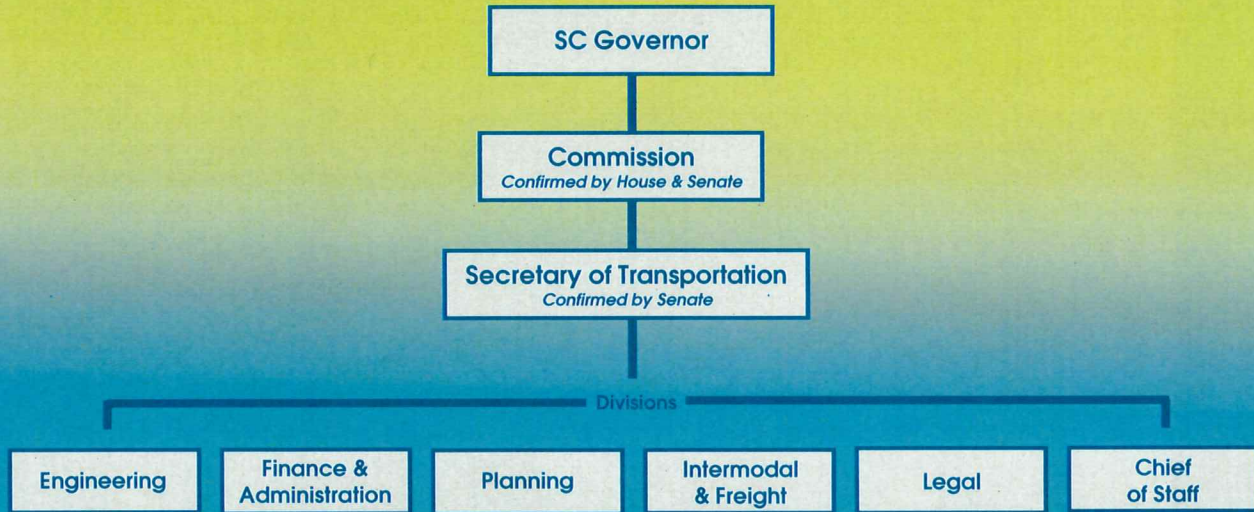 SC Governor
Commission
Confirmed by House & Senate
Secretary of Transportation
Confirmed by Senate
Divisions
Engineering
Finance &
Administration
Planning
Intermodal
& Freight
Legal
Chief
of Staff